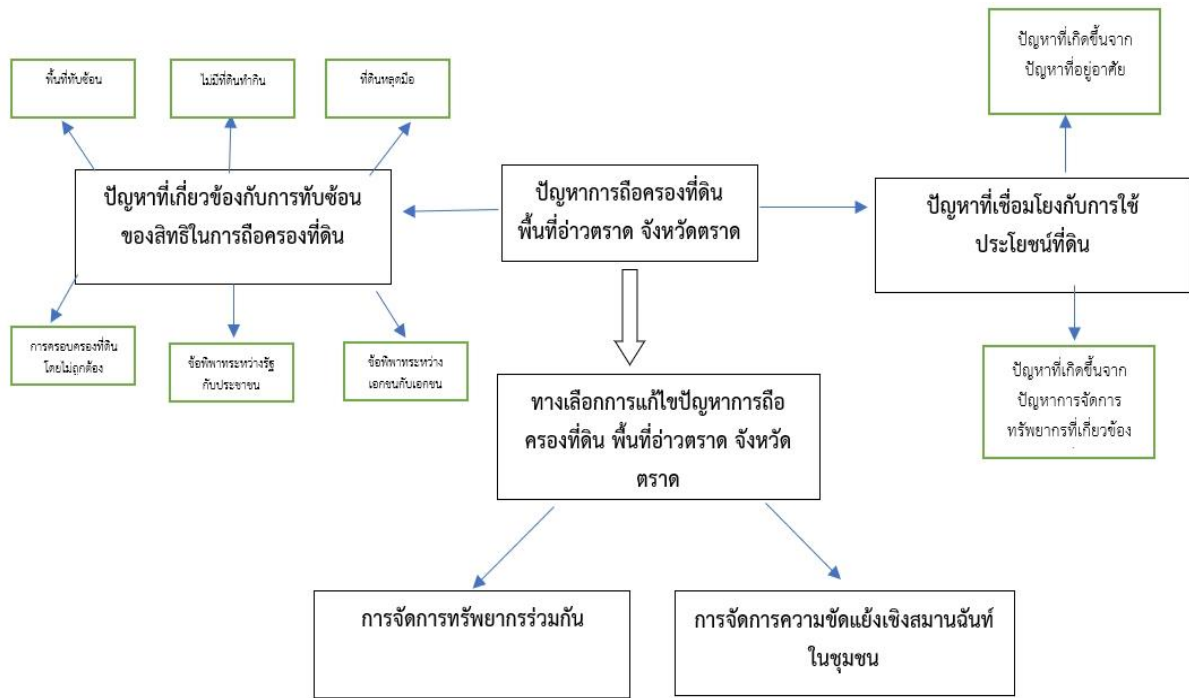 พื้นที่ทับซ้อน
ไม่มีที่ดินทำกิน
ที่ดินหลุดมือ
ปัญหาที่เกิดขึ้นจาก
ปัญหาที่อยู่อาศัย
ปัญหาที่เกี่ยวข้องกับการทับซ้อน
ของสิทธิในการถือครองที่ดิน
ปัญหาการถือครองที่ดิน
พื้นที่อ่าวตราด จังหวัดตราด
ปัญหาที่เชื่อมโยงกับการใช้
ประโยชน์ที่ดิน
การครอบครองที่ดิน
โดยไม่ถูกต้อง
ข้อพิพาทระหว่างรัฐ
กับประชาชน
ข้อพิพาทระหว่าง
เอกชนกับเอกชน
ปัญหาที่เกิดขึ้นจาก
ปัญหาการจัดการ
ทรัพยากรที่เกี่ยวข้อง
ทางเลือกการแก้ไขปัญหาการถือ
ครองที่ดิน พื้นที่อ่าวตราด จังหวัด
ตราด
การจัดการทรัพยากรร่วมกัน
การจัดการความขัดแย้งเชิงสมานฉันท์
ในชุมชน